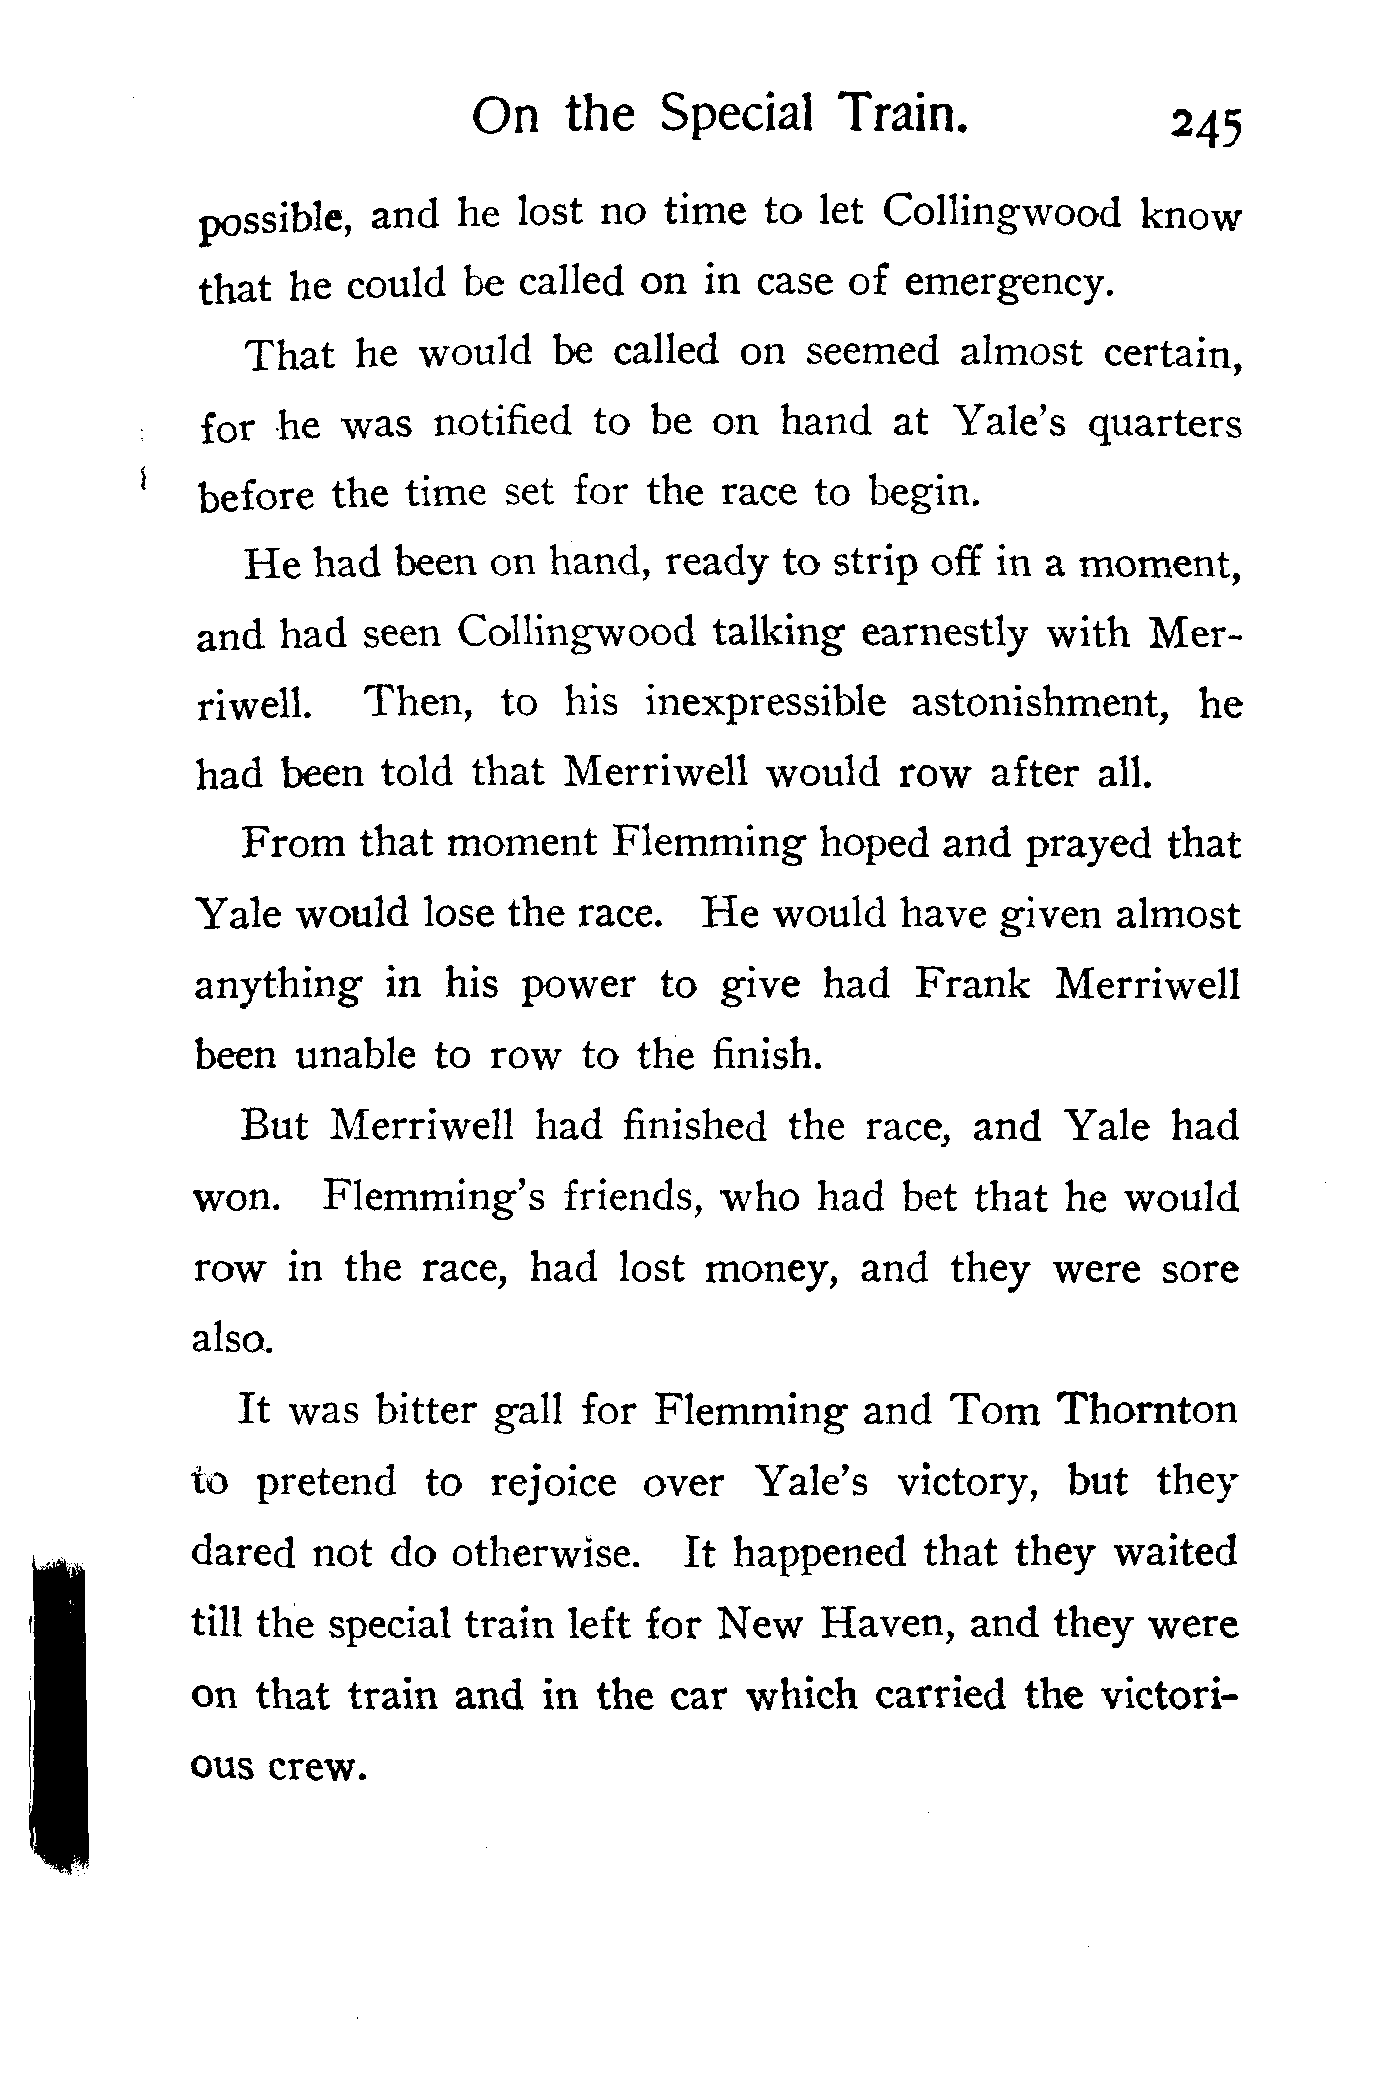 On the Special Train. 245
possible, and he lost no time to let Collingwood know
that he could be called on in case of emergency.
That he would be called on seemed almost certain,
for he was notified to be on hand at Yale's quarters
before the time set for the race to begin.
He had been on hand, ready to strip off in a moment,
and had seen Collingwood talking earnestly with Mer-
riwell. Then, to his inexpressible astonishment, he
had been told that Merriwell would row after all.
From that moment Flemming hoped and prayed that
Yale would lose the race. He would have given almost
anything in his power to give had Frank Merriwell
been unable to row to the finish.
But Merriwell had finished the race, and Yale had
won. Flemming's friends, who had bet that he would
row in the race, had lost money, and they were sore
also.
It was bitter gall for Flemming and Tom Thornton
to pretend to rejoice over Yale's victory, but they
dared not do otherwise. It happened that they waited
till the special train left for New Haven, and they were
on that train and in the car which carried the victori-
ous crew.